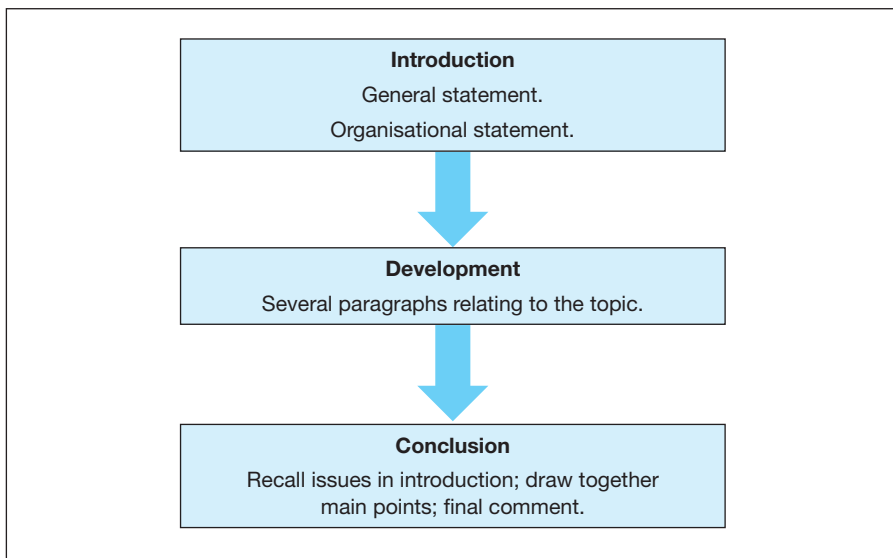 Introduction
General statement.
Organisational statement.
Development
Several paragraphs relating to the topic.
Conclusion
Recall issues in introduction; draw together
main points; final comment.